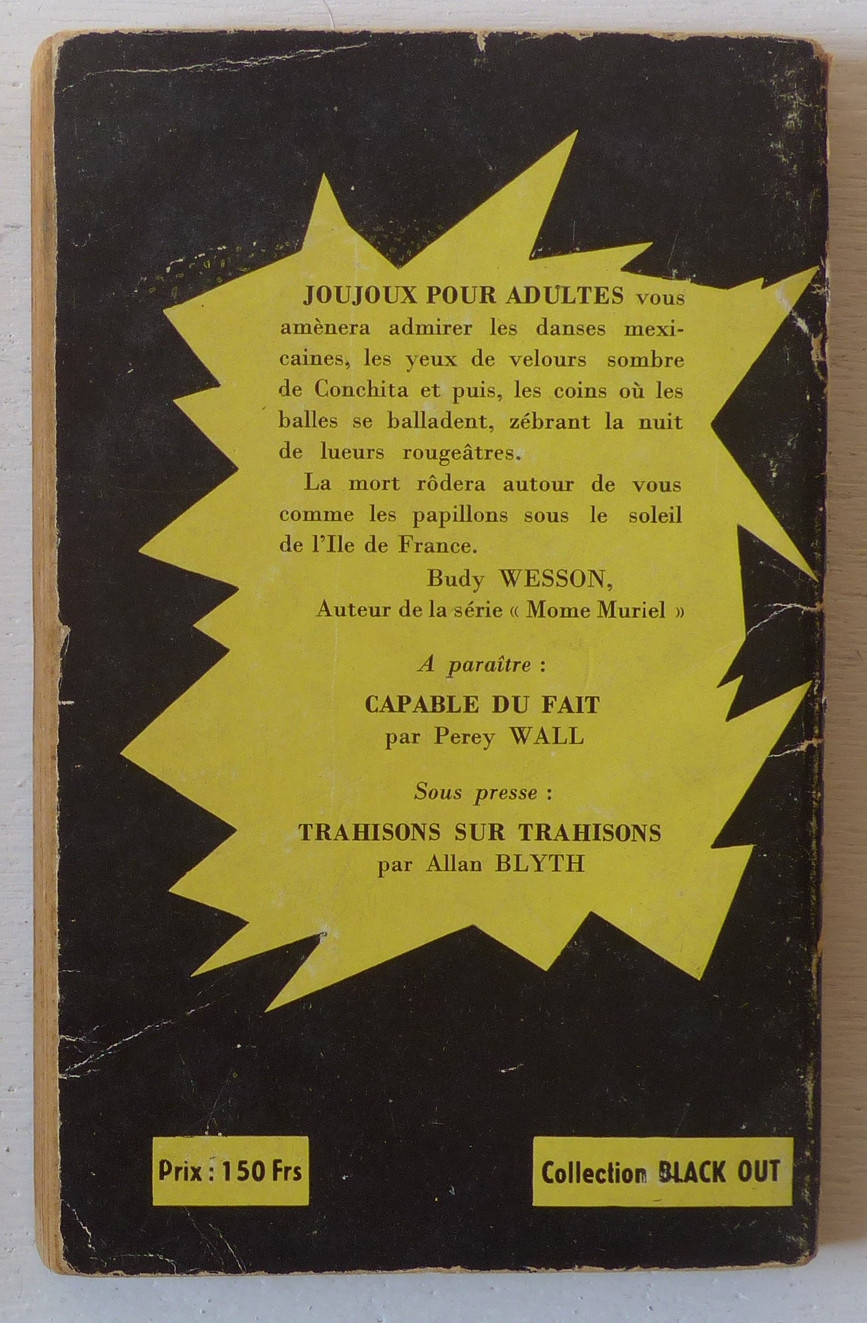 JOUJOUX POUR ADULTES vous
amènera admirer les danses mexi-
caines, les yeux de velours sombre
de Conchita et puis, les coins où les
balles se balladent, zébrant la nuit
de lueurs rougeâtres.
La mort rôdera autour de vous
comme les papillons sous le soleil
de l'Ile de France.
Budy WESSON,
Auteur de la série « Mome Muriel »
A paraître :
CAPABLE DU FAIT
par Perey WALL
Sous presse :
TRAHISONS SUR TRAHISONS
par Allan BLYTH
Prix : 150 Frs
Collection BLACK OUT